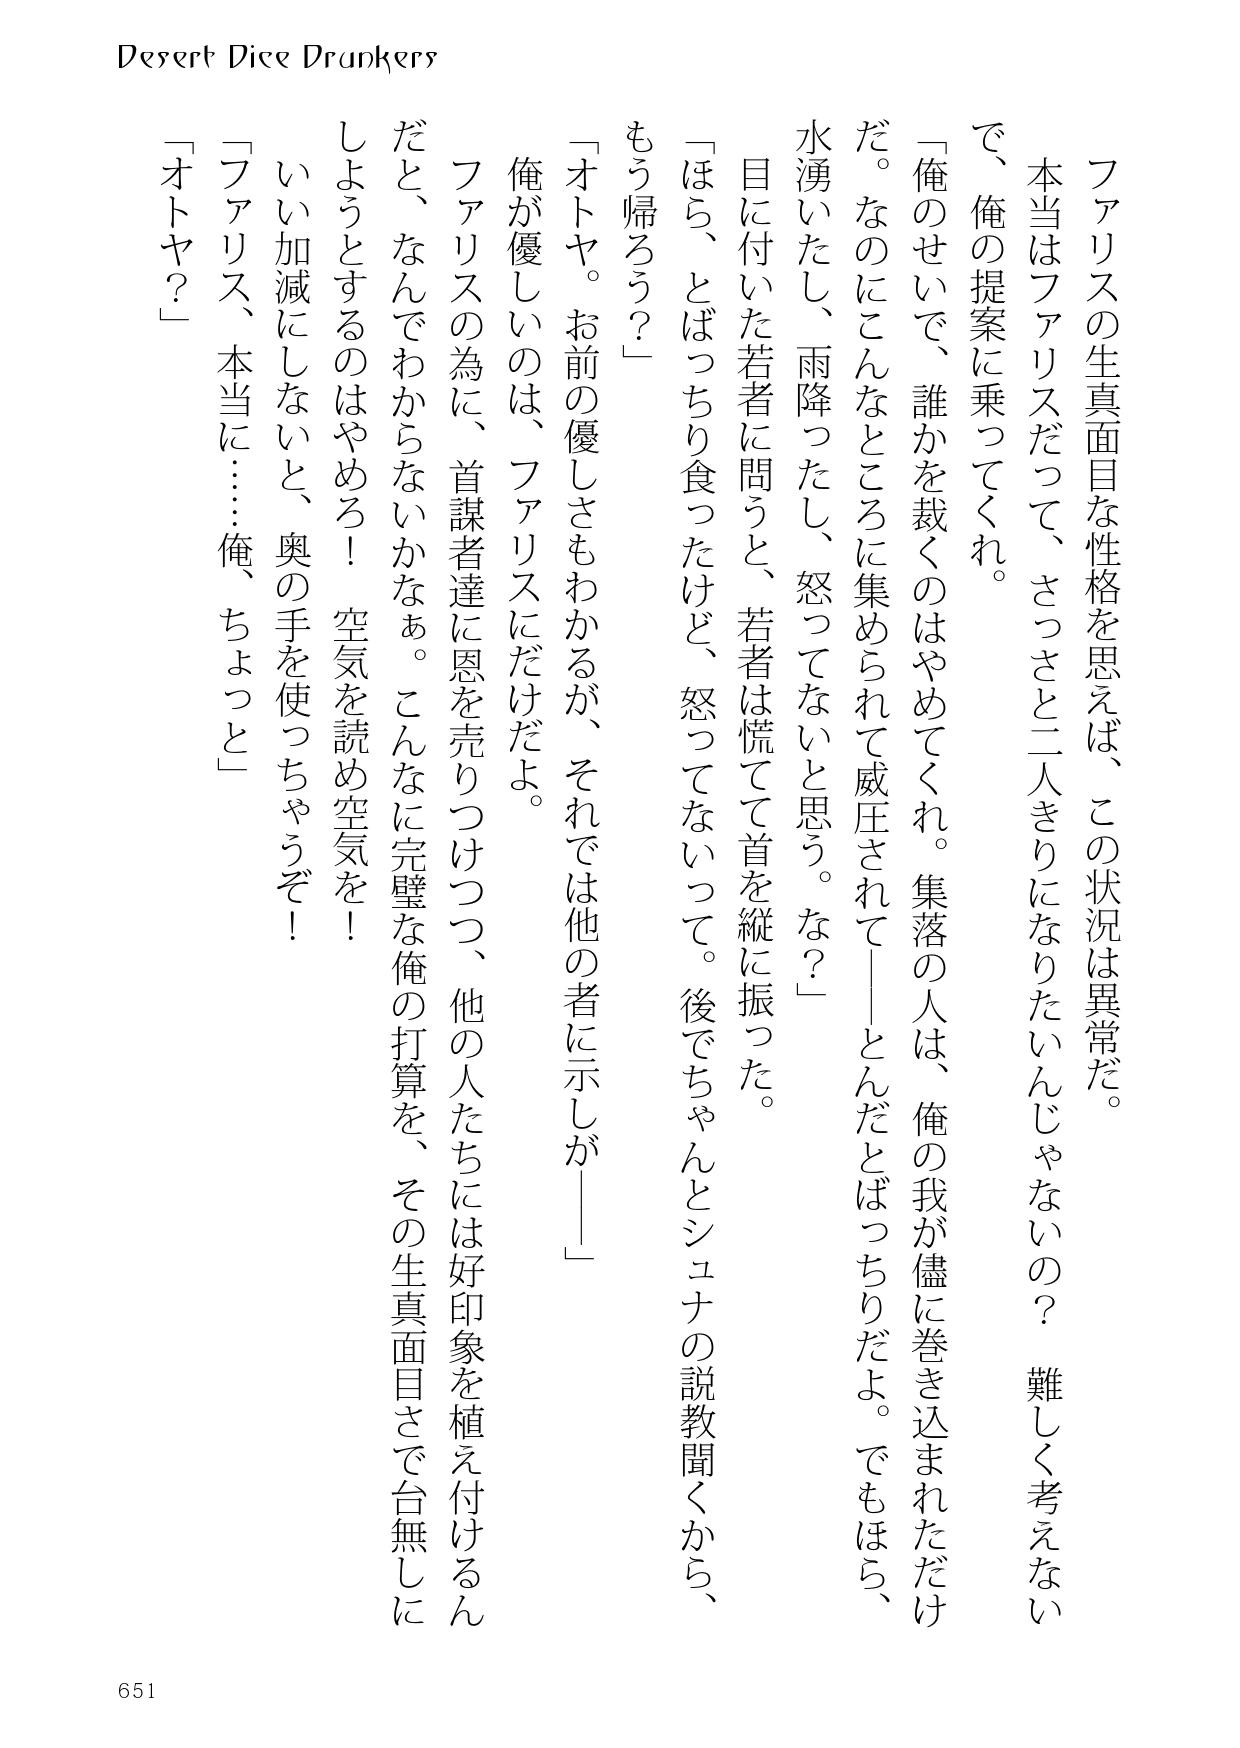 Desert Dice Drunkers
　ファリスの生真面目な性格を思えば、この状況は異常だ。
　本当はファリスだって、さっさと二人きりになりたいんじゃないの？　難しく考えない
で、俺の提案に乗ってくれ。
「俺のせいで、誰かを裁くのはやめてくれ。集落の人は、俺の我が儘に巻き込まれただけ
だ。なのにこんなところに集められて威圧されて――とんだとばっちりだよ。でもほら、
水湧いたし、雨降ったし、怒ってないと思う。な？」
　目に付いた若者に問うと、若者は慌てて首を縦に振った。
「ほら、とばっちり食ったけど、怒ってないって。後でちゃんとシュナの説教聞くから、
もう帰ろう？」
「オトヤ。お前の優しさもわかるが、それでは他の者に示しが――」
　俺が優しいのは、ファリスにだけだよ。
　ファリスの為に、首謀者達に恩を売りつけつつ、他の人たちには好印象を植え付けるん
だと、なんでわからないかなぁ。こんなに完璧な俺の打算を、その生真面目さで台無しに
しようとするのはやめろ！　空気を読め空気を！
　いい加減にしないと、奥の手を使っちゃうぞ！
「ファリス、本当に……俺、ちょっと」
「オトヤ？」
651